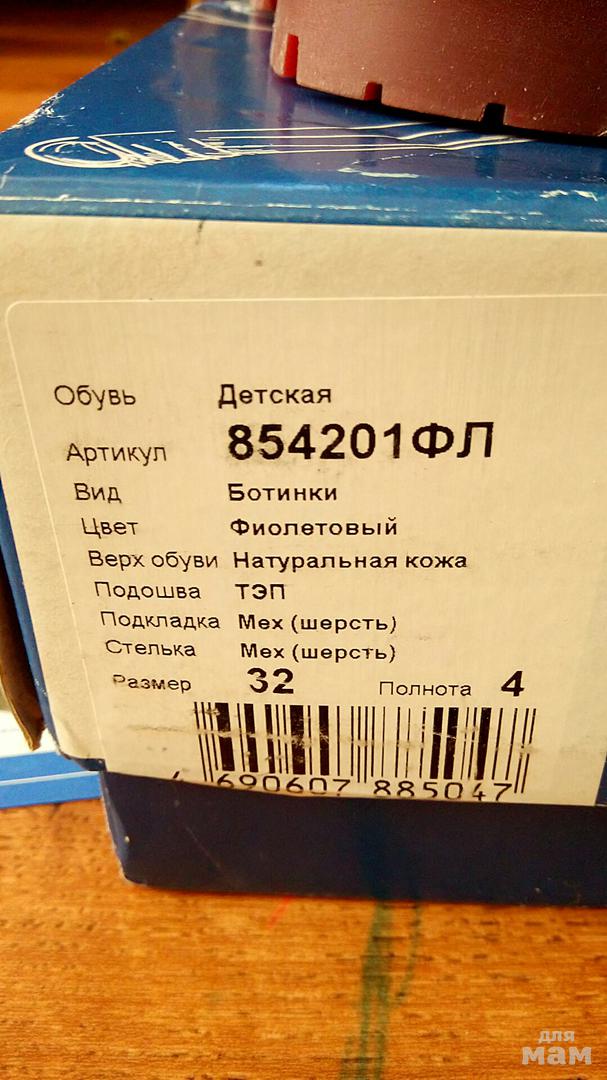 Обувь Детская
Артикул 854201ФЛ
Вид Ботинки
Цвет Фиолетовый
Верх обуви Натуральная кожа
Подошва ТЭП
Подкладка Мех (шерсть)
Стелька Мех (шерсть)
Размер 32 Полнота 4
4 690607 885047
для
мам